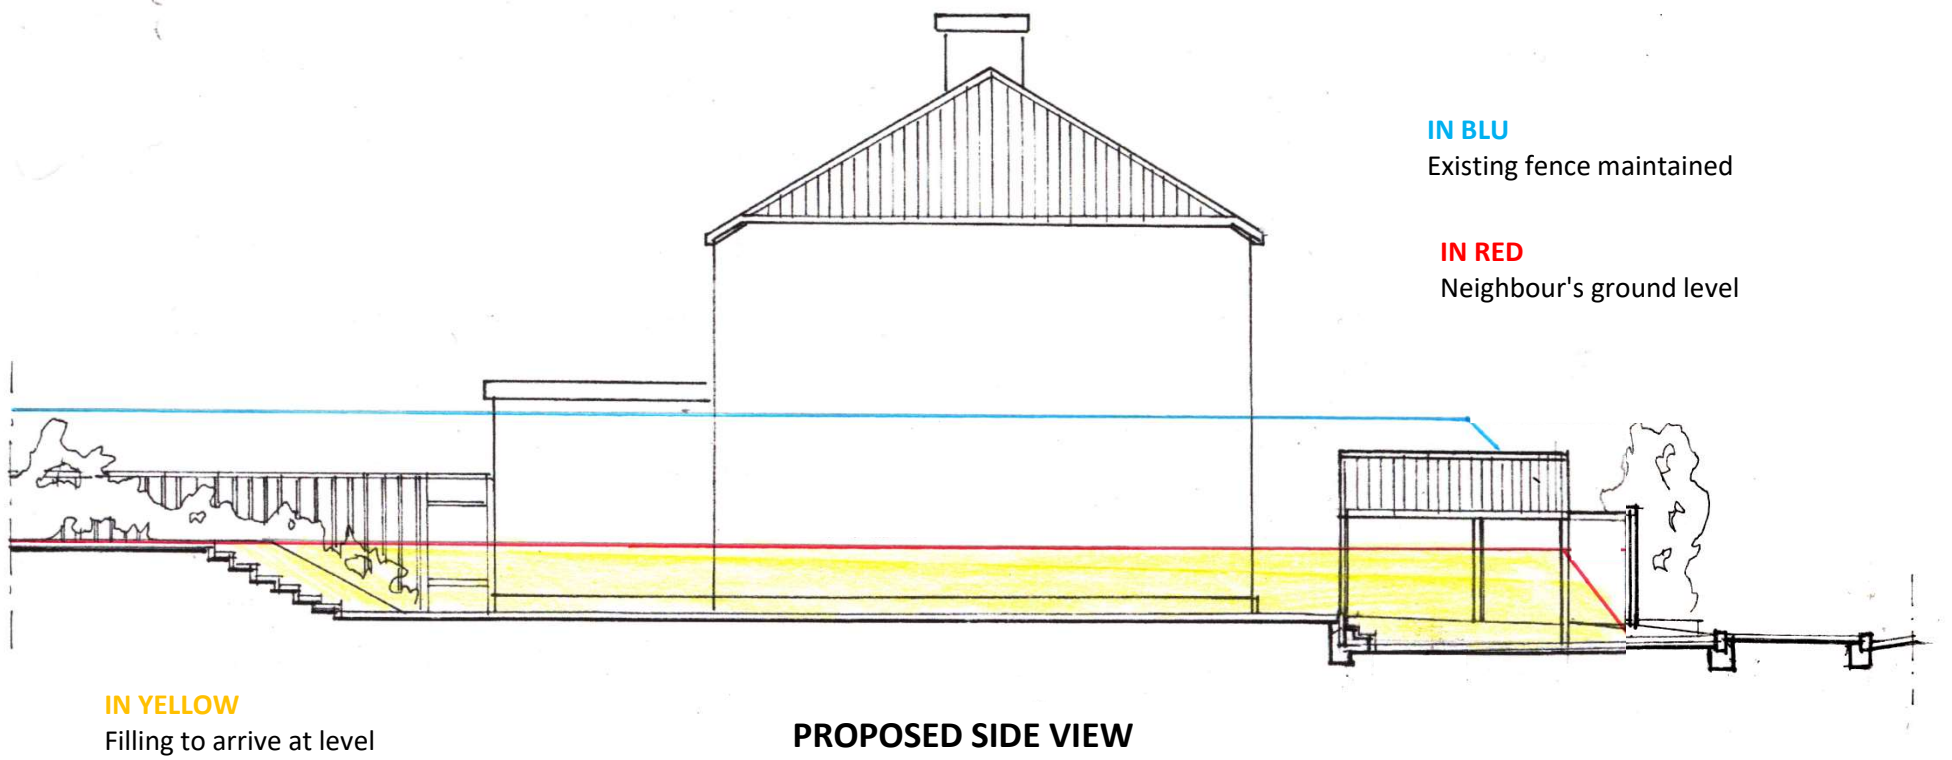 IN BLU
Existing fence maintained
IN RED
Neighbour's ground level
IN YELLOW
Filling to arrive at level
PROPOSED SIDE VIEW